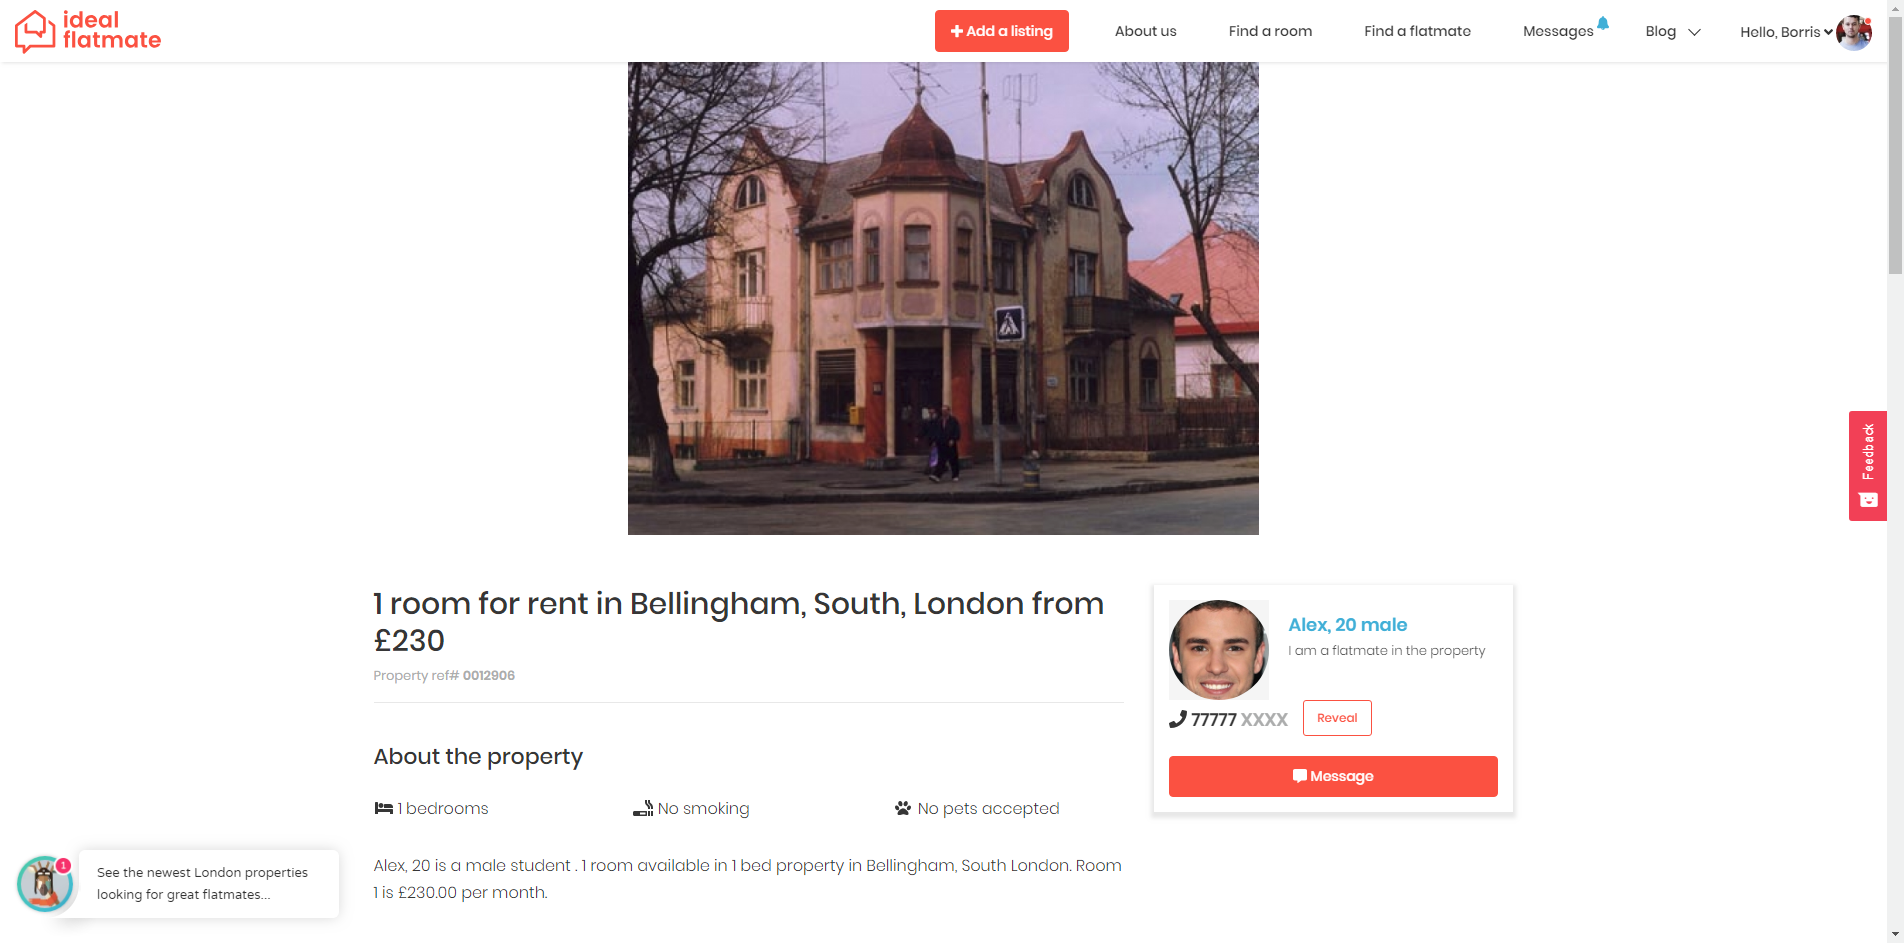 ideal
flatmate
Add a listing
About us
Find a room
Find a flatmate
Messages
Blog
Hello, Borris
Feedback
1 room for rent in Bellingham, South, London from
£230
Property ref# 0012906
Alex, 20 male
I am a flatmate in the property
77777 XXXX
Reveal
Message
About the property
1 bedrooms
No smoking
No pets accepted
Alex, 20 is a male student . 1 room available in 1 bed property in Bellingham, South London. Room
1 is £230.00 per month.
1
See the newest London properties
looking for great flatmates...